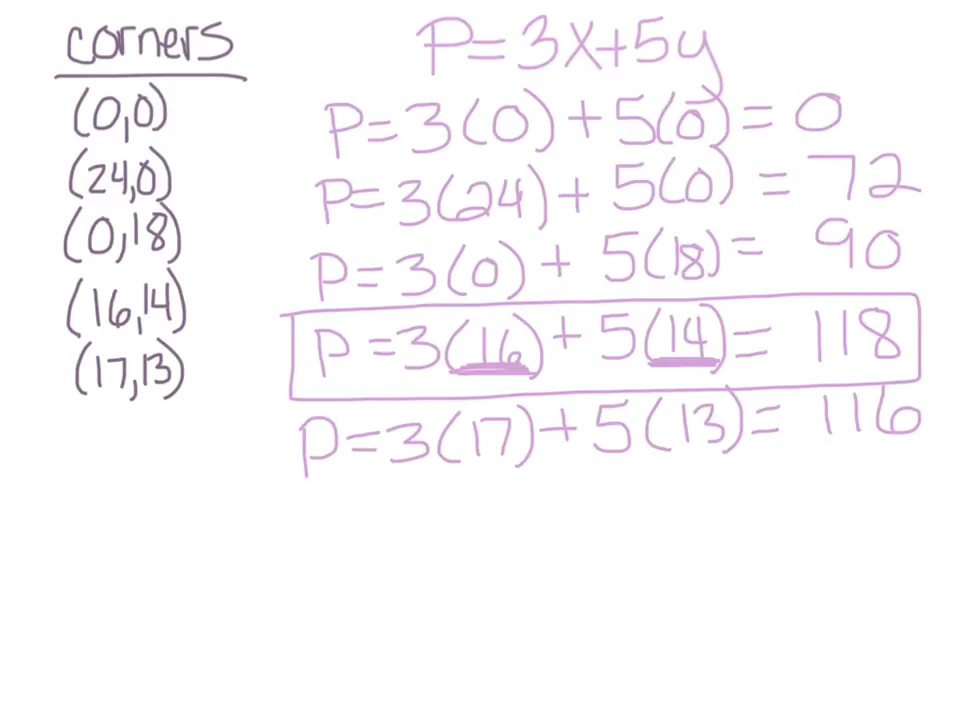 corners
(0,0)
(24,0)
(0,18)
(16,14)
(17,13)
P=3x+5y
P=3(0)+5(0)=0
P=3(24)+5(0)=72
P=3(0)+5(18)=90
P=3(16)+5(14)=118
P=3(17)+5(13)=116